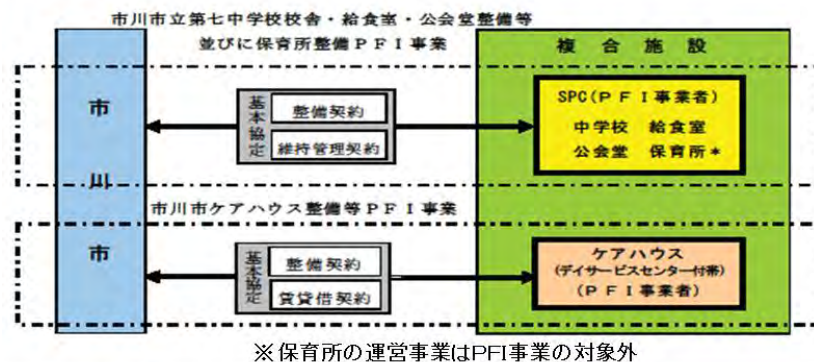 市川市立第七中学校校舎・給食室・公会堂整備等
並びに保育所整備PFI事業
複合施設
市川市
基本協定
整備契約
維持管理契約
SPC(PFI事業者)
中学校 給食室
公会堂 保育所*
市川市ケアハウス整備等PFI事業
基本協定
整備契約
賃貸借契約
ケアハウス
(デイサービスセンター付帯)
(PFI事業者)
※保育所の運営事業はPFI事業の対象外